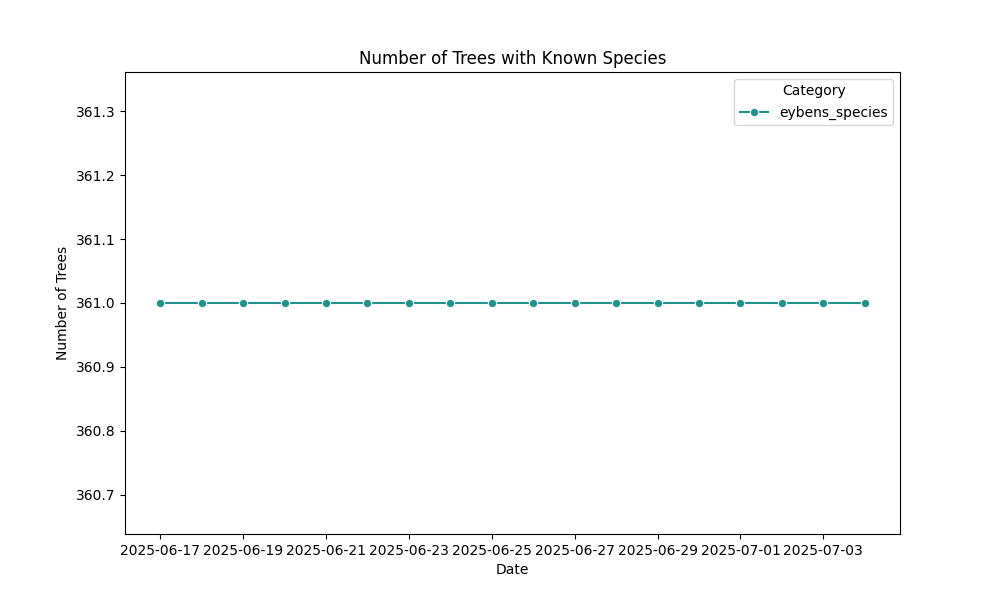 Number of Trees with Known Species
Category
eybens_species
361.3
361.2
361.1
361.0
360.9
360.8
360.7
Number of Trees
2025-06-17 2025-06-19 2025-06-21 2025-06-23 2025-06-25 2025-06-27 2025-06-29 2025-07-01 2025-07-03
Date